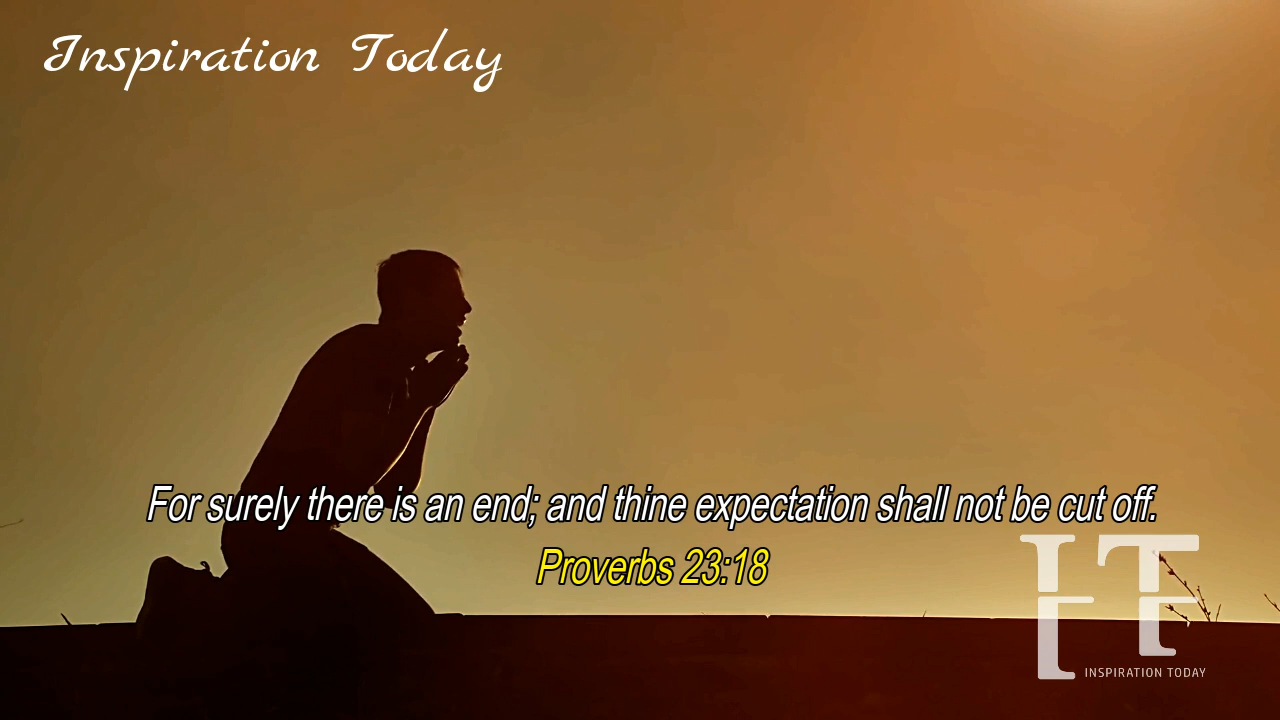 Inspiration Today
For surely there is an end; and thine expectation shall not be cut off.
Proverbs 23:18
IT
INSPIRATION TODAY